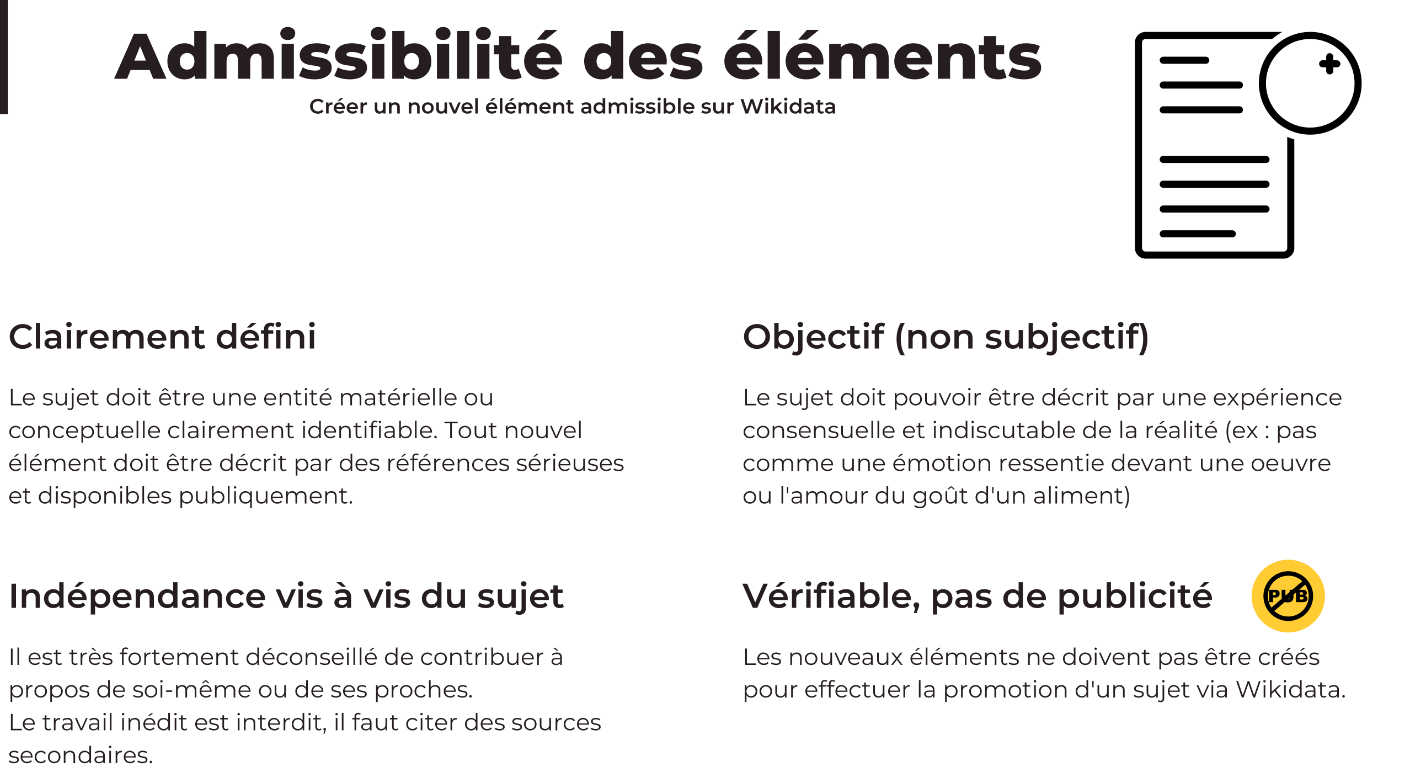 Admissibilité des éléments
Créer un nouvel élément admissible sur Wikidata
Clairement défini
Le sujet doit être une entité matérielle ou
conceptuelle clairement identifiable. Tout nouvel
élément doit être décrit par des références sérieuses
et disponibles publiquement.
Objectif (non subjectif)
Le sujet doit pouvoir être décrit par une expérience
consensuelle et indiscutable de la réalité (ex : pas
comme une émotion ressentie devant une oeuvre
ou l'amour du goût d'un aliment)
Indépendance vis à vis du sujet
Il est très fortement déconseillé de contribuer à
propos de soi-même ou de ses proches.
Le travail inédit est interdit, il faut citer des sources
secondaires.
Vérifiable, pas de publicité
PUB
Les nouveaux éléments ne doivent pas être créés
pour effectuer la promotion d'un sujet via Wikidata.